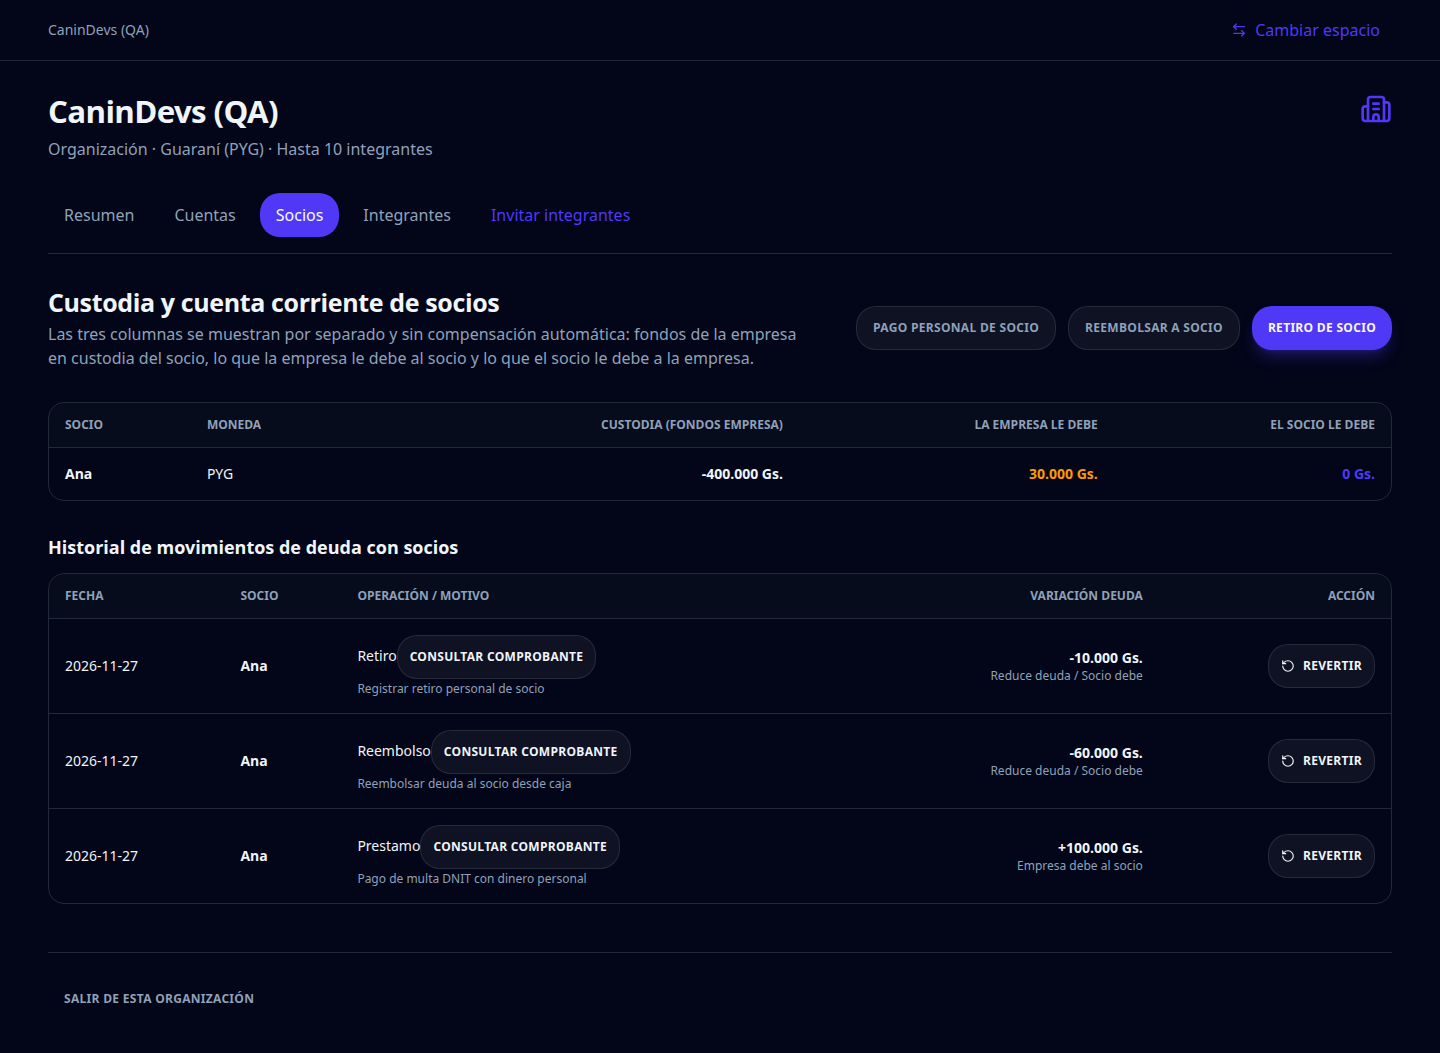 CaninDevs (QA)
Cambiar espacio
CaninDevs (QA)
Organización · Guaraní (PYG) · Hasta 10 integrantes
Resumen Cuentas Socios Integrantes Invitar integrantes
Custodia y cuenta corriente de socios
Las tres columnas se muestran por separado y sin compensación automática: fondos de la empresa
en custodia del socio, lo que la empresa le debe al socio y lo que el socio le debe a la empresa.
PAGO PERSONAL DE SOCIO REEMBOLSAR A SOCIO RETIRO DE SOCIO
SOCIO MONEDA CUSTODIA (FONDOS EMPRESA) LA EMPRESA LE DEBE EL SOCIO LE DEBE
Ana PYG -400.000 Gs. 30.000 Gs. 0 Gs.
Historial de movimientos de deuda con socios
FECHA SOCIO OPERACIÓN / MOTIVO VARIACIÓN DEUDA ACCIÓN
2026-11-27 Ana Retiro CONSULTAR COMPROBANTE -10.000 Gs. REVERTIR
Registrar retiro personal de socio Reduce deuda / Socio debe
2026-11-27 Ana Reembolso CONSULTAR COMPROBANTE -60.000 Gs. REVERTIR
Reembolsar deuda al socio desde caja Reduce deuda / Socio debe
2026-11-27 Ana Prestamo CONSULTAR COMPROBANTE +100.000 Gs. REVERTIR
Pago de multa DNIT con dinero personal Empresa debe al socio
SALIR DE ESTA ORGANIZACIÓN